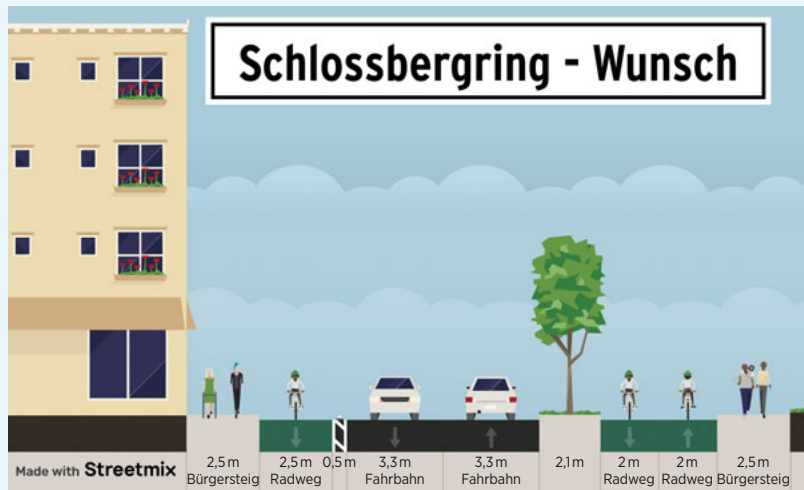 Schlossbergring - Wunsch
Made with Streetmix
2,5 m
Bürgersteig
2,5 m
Radweg
0,5 m
3,3 m
Fahrbahn
3,3 m
Fahrbahn
2,1 m
2 m
Radweg
2 m
Radweg
2,5 m
Bürgersteig